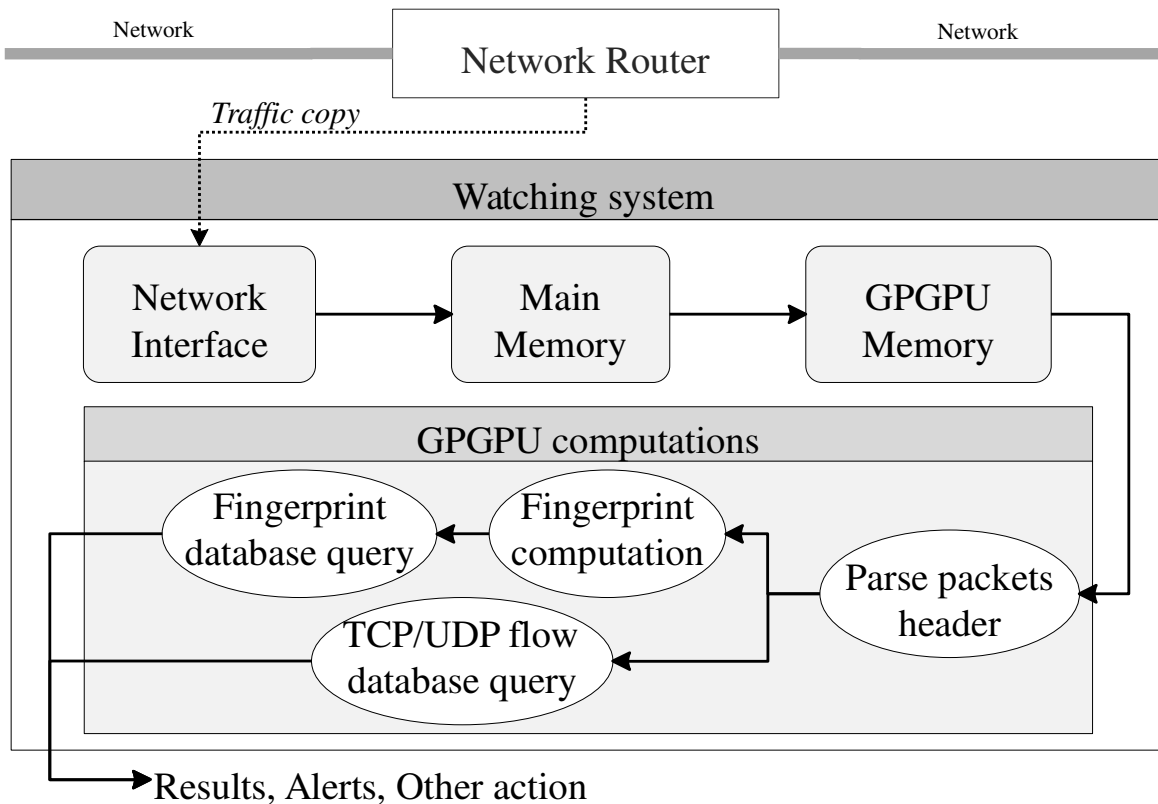 Network
Network Router
Network
Traffic copy
Watching system
Network
Interface
Main
Memory
GPGPU
Memory
GPGPU computations
Fingerprint
database query
Fingerprint
computation
Parse packets
header
TCP/UDP flow
database query
Results, Alerts, Other action